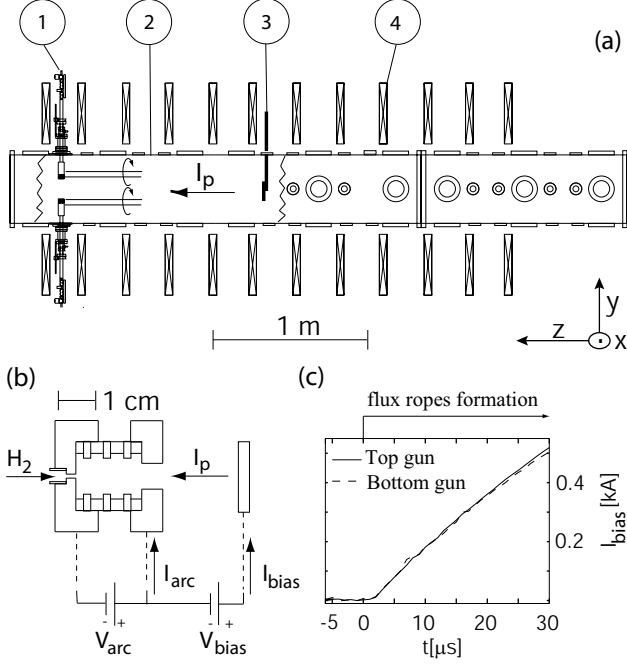 1 2 3 4
(a)
I_p
1 m
y
z x
(b) (c)
1 cm
H_2
I_p
I_arc I_bias
- + - +
V_arc V_bias
flux ropes formation
Top gun
Bottom gun
0.4
0.2
0
I_bias [kA]
-5 0 10 20 30
t[μs]